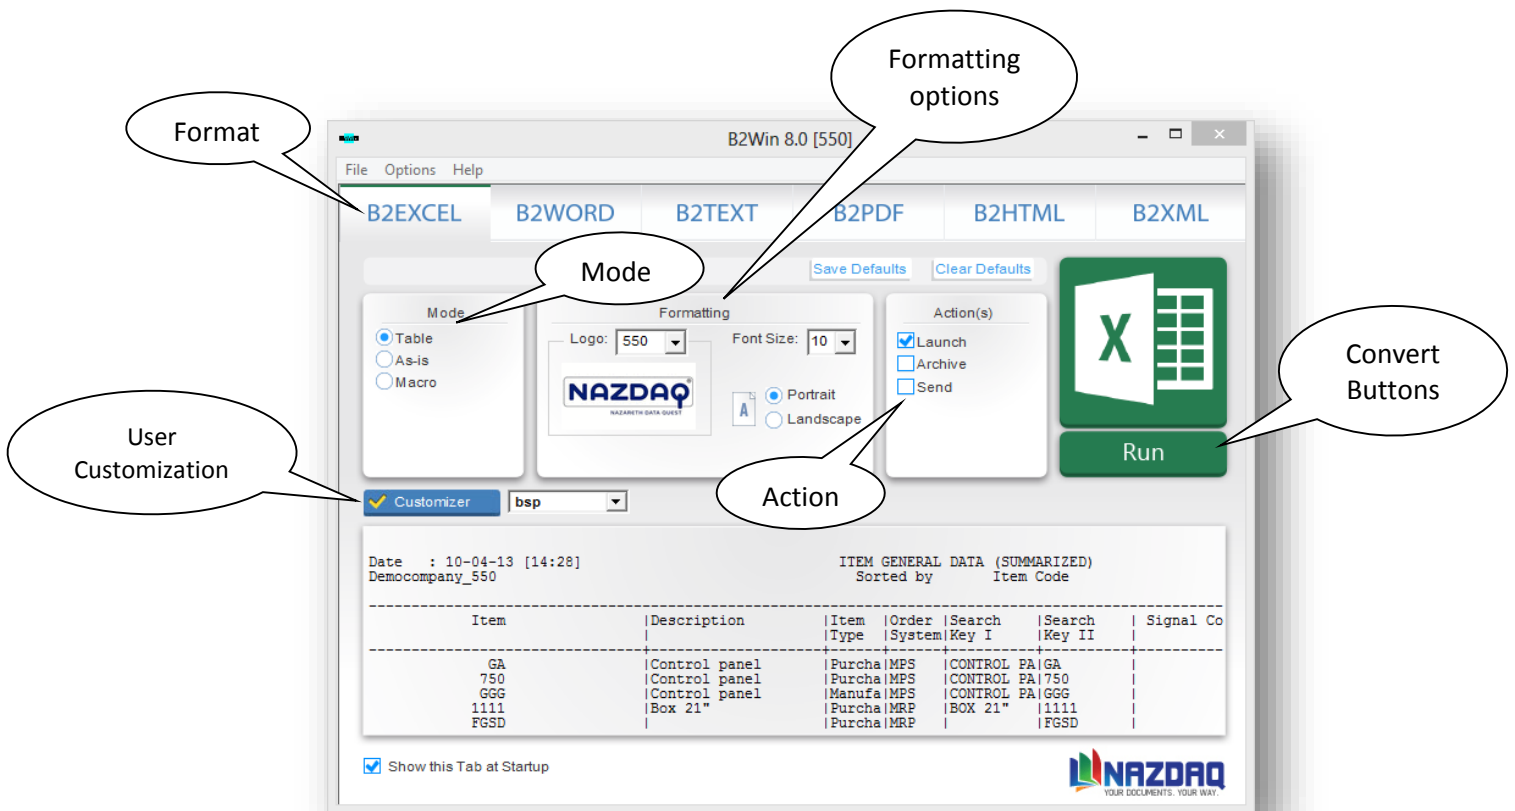 Formatting
options
Format
B2Win 8.0 [550]
File Options Help
B2EXCEL B2WORD B2TEXT B2PDF B2HTML B2XML
Mode
Save Defaults Clear Defaults
Mode Formatting Action(s)
Table Logo: 550 Font Size: 10 Launch
As-is Archive
Macro Send
NAZDAQ®
NAZARETH DATA QUEST
A
Portrait
Landscape
X
Convert
Buttons
Run
User
Customization
Action
Customizer bsp
Date : 10-04-13 [14:28] ITEM GENERAL DATA (SUMMARIZED)
Democompany_550 Sorted by Item Code
--------------------------------------------------------------------------------
Item |Description |Item |Order |Search |Search | Signal Co
| |Type |System|Key I |Key II |
--------------------------------------------------------------------------------
GA |Control panel |Purcha|MPS |CONTROL PA|GA |
750 |Control panel |Purcha|MPS |CONTROL PA|750 |
GGG |Control panel |Manufa|MPS |CONTROL PA|GGG |
1111 |Box 21" |Purcha|MRP |BOX 21" |1111 |
FGSD | |Purcha|MRP | |FGSD |
Show this Tab at Startup
NAZDAQ
YOUR DOCUMENTS. YOUR WAY.